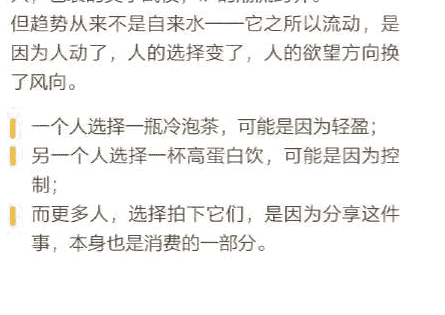 但趋势从来不是自来水——它之所以流动，是
因为人动了，人的选择变了，人的欲望方向换
了风向。
一个人选择一瓶冷泡茶，可能是因为轻盈；
另一个人选择一杯高蛋白饮，可能是因为控
制；
而更多人，选择拍下它们，是因为分享这件
事，本身也是消费的一部分。